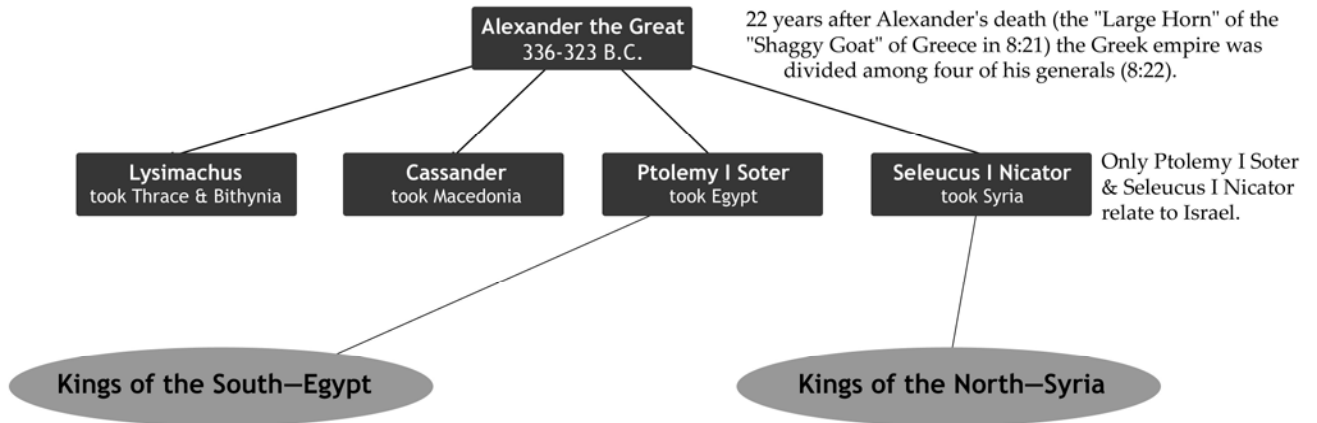 Alexander the Great
336-323 B.C.
22 years after Alexander's death (the "Large Horn" of the
"Shaggy Goat" of Greece in 8:21) the Greek empire was
divided among four of his generals (8:22).
Lysimachus
took Thrace & Bithynia
Cassander
took Macedonia
Ptolemy I Soter
took Egypt
Seleucus I Nicator
took Syria
Only Ptolemy I Soter
& Seleucus I Nicator
relate to Israel.
Kings of the South—Egypt
Kings of the North—Syria